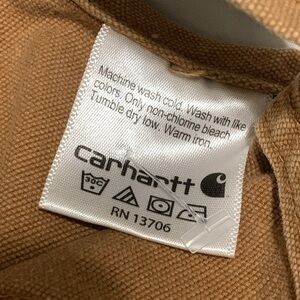 Machine wash cold. Wash with like
colors. Only non-chlorine bleach
Tumble dry low. Warm iron.
carhartt
30C
RN 13706